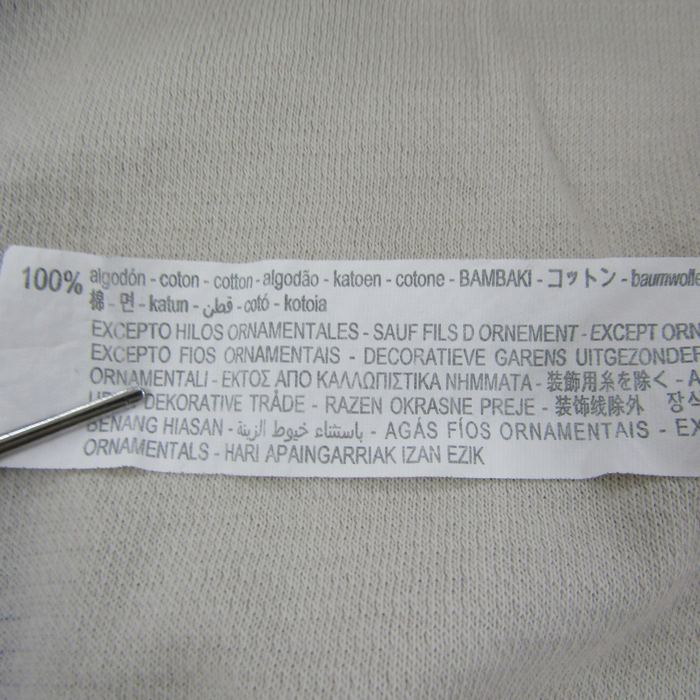 100% algodón - coton - cotton - algodão - katoen - cotone - BAMBAKI - コットン - baumwolle
棉 - 면 - katun - قطن - cotó - kotoia
EXCEPTO HILOS ORNAMENTALES - SAUF FILS D ORNEMENT - EXCEPT ORN
EXCEPTO FIOS ORNAMENTAIS - DECORATIEVE GARENS UITGEZONDER
ORNAMENTALI - ΕΚΤΟΣ ΑΠΟ ΚΑΛΛΩΠΙΣΤΙΚΑ ΝΗΜΜΑΤΑ - 装飾用糸を除く - A
DEKORATIVE TRÅDE - RAZEN OKRASNE PREJE - 装饰线除外 장식
BENANG HIASAN - باستثناء خيوط الزينة - AGÁS FÍOS ORNAMENTAIS - EX
ORNAMENTALS - HARI APAINGARRIAK IZAN EZIK